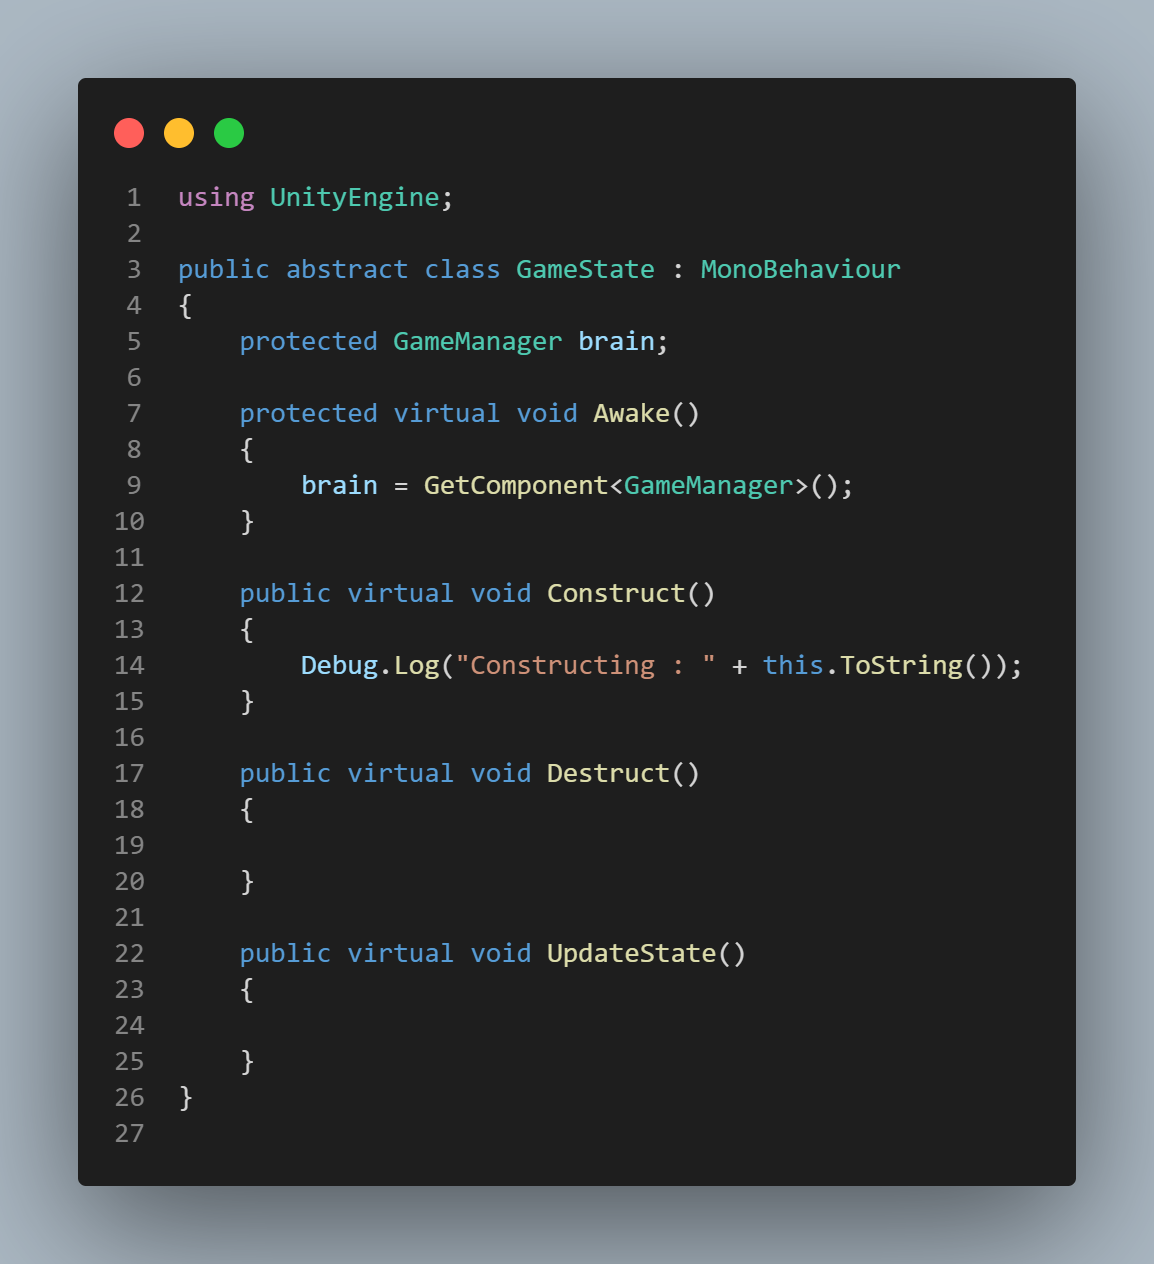 1 using UnityEngine;
2
3 public abstract class GameState : MonoBehaviour
4 {
5     protected GameManager brain;
6
7     protected virtual void Awake()
8     {
9         brain = GetComponent<GameManager>();
10     }
11
12     public virtual void Construct()
13     {
14         Debug.Log("Constructing : " + this.ToString());
15     }
16
17     public virtual void Destruct()
18     {
19
20     }
21
22     public virtual void UpdateState()
23     {
24
25     }
26 }
27